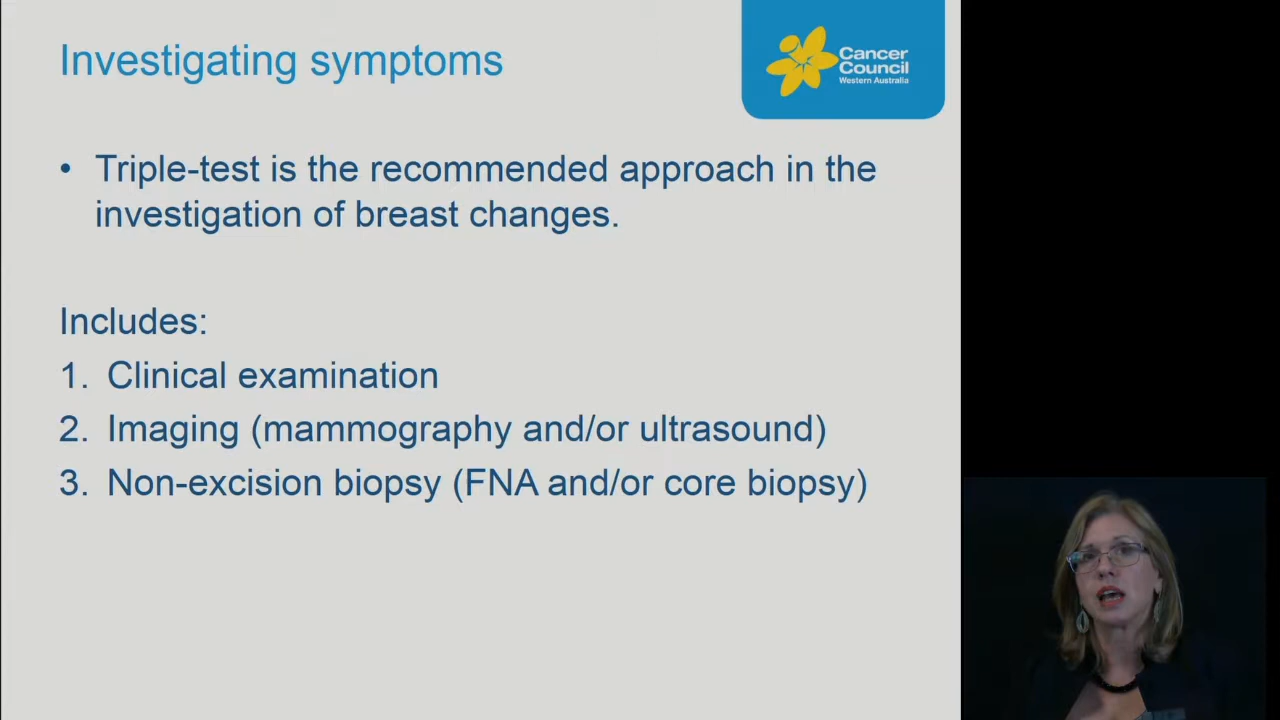 Investigating symptoms
Cancer
Council
Western Australia
• Triple-test is the recommended approach in the
investigation of breast changes.
Includes:
1. Clinical examination
2. Imaging (mammography and/or ultrasound)
3. Non-excision biopsy (FNA and/or core biopsy)